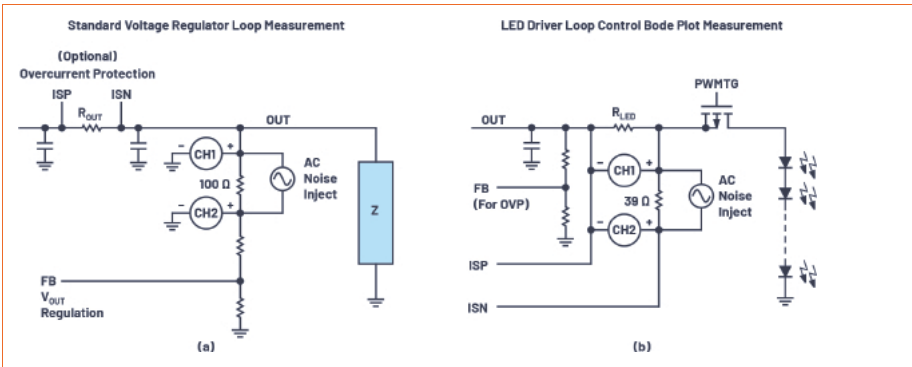 Standard Voltage Regulator Loop Measurement
(Optional)
Overcurrent Protection
ISP
ISN
ROUT
OUT
CH1
CH2
100 Ω
AC
Noise
Inject
Z
FB
VOUT
Regulation
(a)
LED Driver Loop Control Bode Plot Measurement
PWMTG
RLED
OUT
CH1
CH2
39 Ω
AC
Noise
Inject
FB
(For OVP)
ISP
ISN
(b)